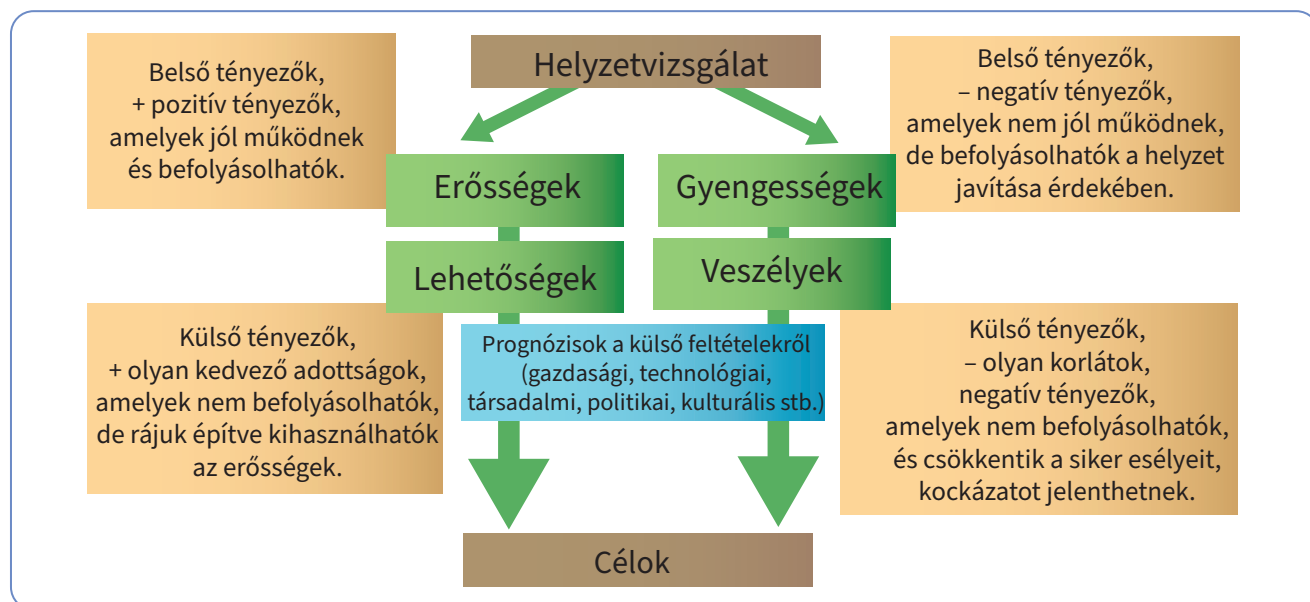 Helyzetvizsgálat
Belső tényezők,
+ pozitív tényezők,
amelyek jól működnek
és befolyásolhatók.
Belső tényezők,
– negatív tényezők,
amelyek nem jól működnek,
de befolyásolhatók a helyzet
javítása érdekében.
Erősségek
Gyengeségek
Lehetőségek
Veszélyek
Külső tényezők,
+ olyan kedvező adottságok,
amelyek nem befolyásolhatók,
de rájuk építve kihasználhatók
az erősségek.
Prognózisok a külső feltételekről
(gazdasági, technológiai,
társadalmi, politikai, kulturális stb.)
Külső tényezők,
– olyan korlátok,
negatív tényezők,
amelyek nem befolyásolhatók,
és csökkentik a siker esélyeit,
kockázatot jelenthetnek.
Célok